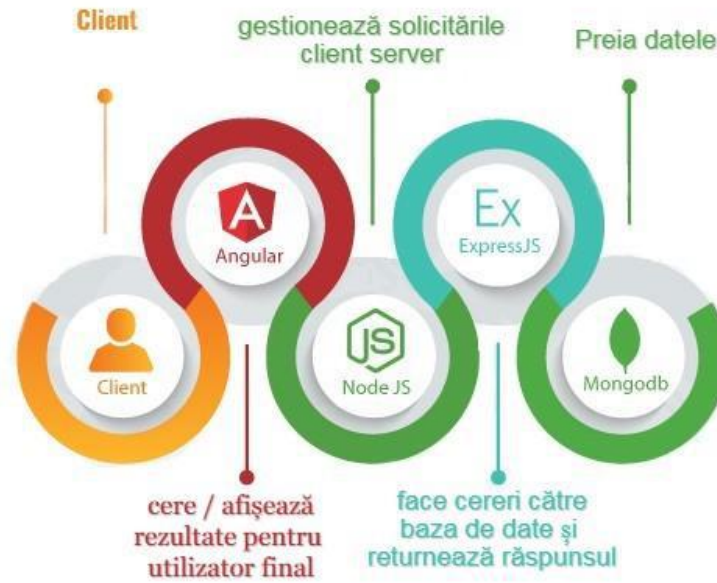 Client
gestionează solicitările
client server
Preia datele
Angular
Ex
ExpressJS
Client
JS
Node JS
Mongodb
cere / afișează
rezultate pentru
utilizator final
face cereri către
baza de date și
returnează răspunsul